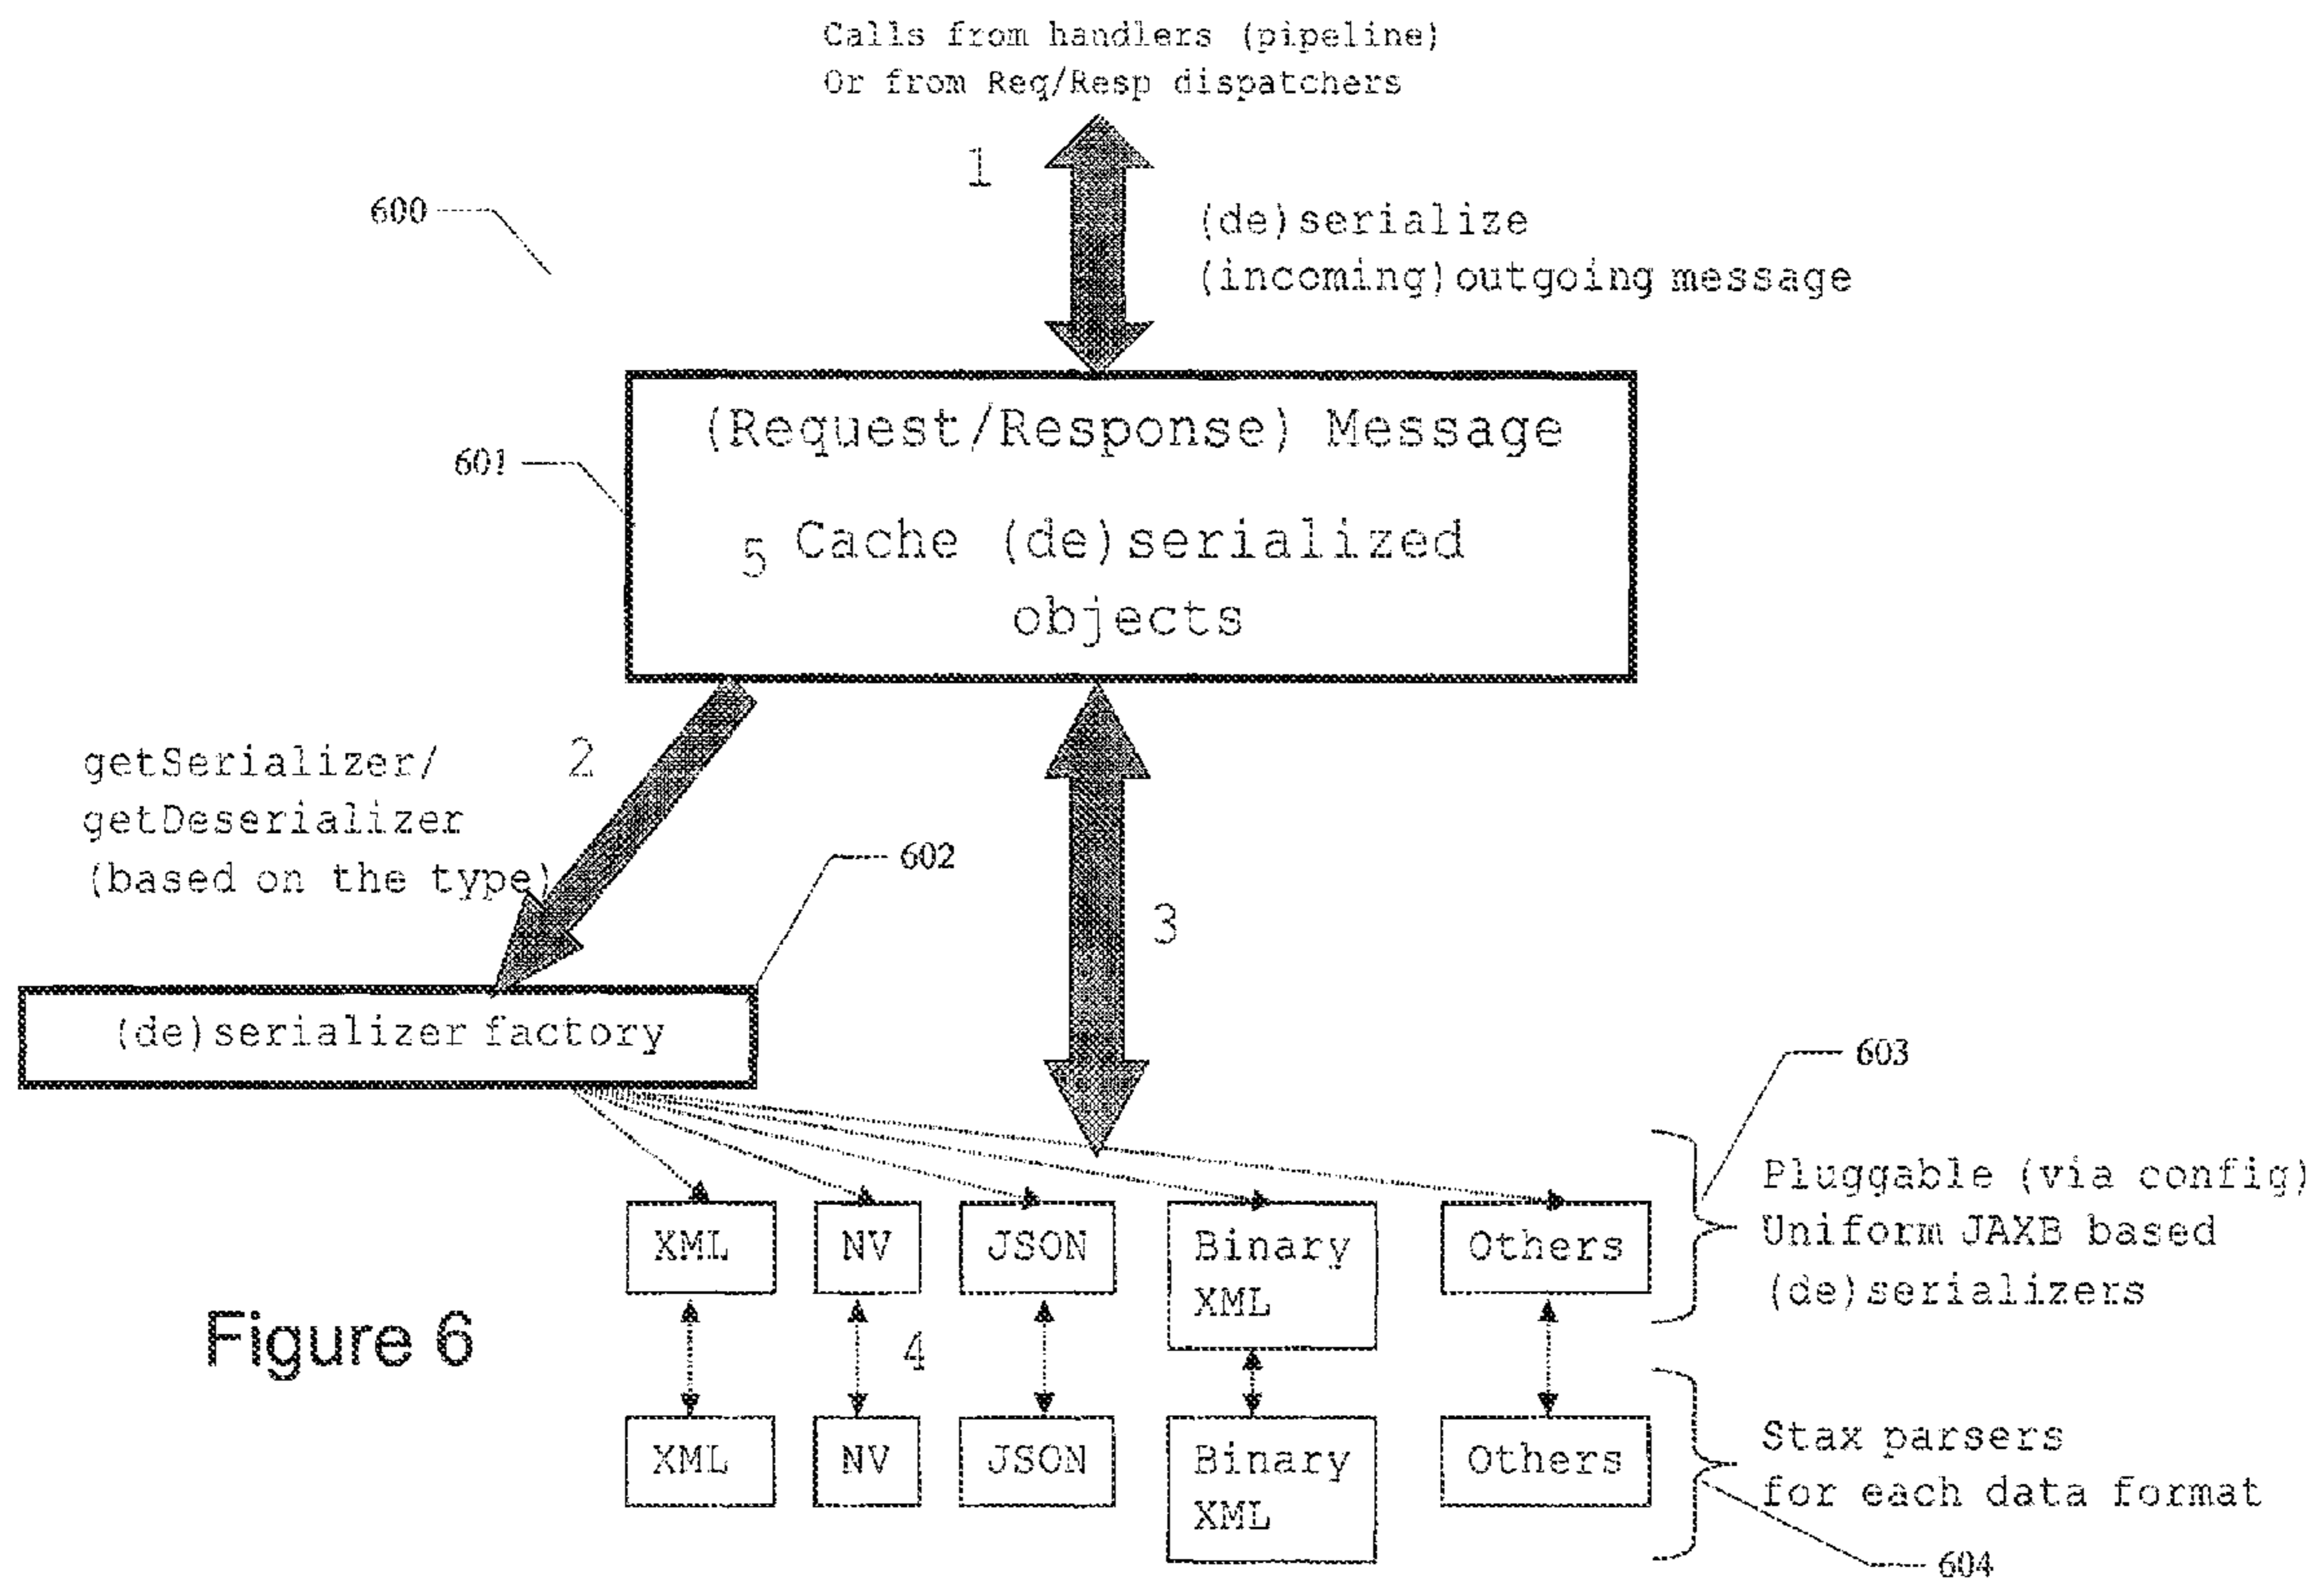 Calls from handlers (pipeline)
Or from Req/Resp dispatchers
1
600
(de)serialize
(incoming)outgoing message
(Request/Response) Message
601
5 Cache (de)serialized
objects
2
getSerializer/
getDeserializer
(based on the type)
602
3
(de)serializer factory
603
Pluggable (via config)
Uniform JAXB based
(de)serializers
XML
NV
JSON
Binary
XML
Others
Figure 6
4
XML
NV
JSON
Binary
XML
Others
Stax parsers
for each data format
604